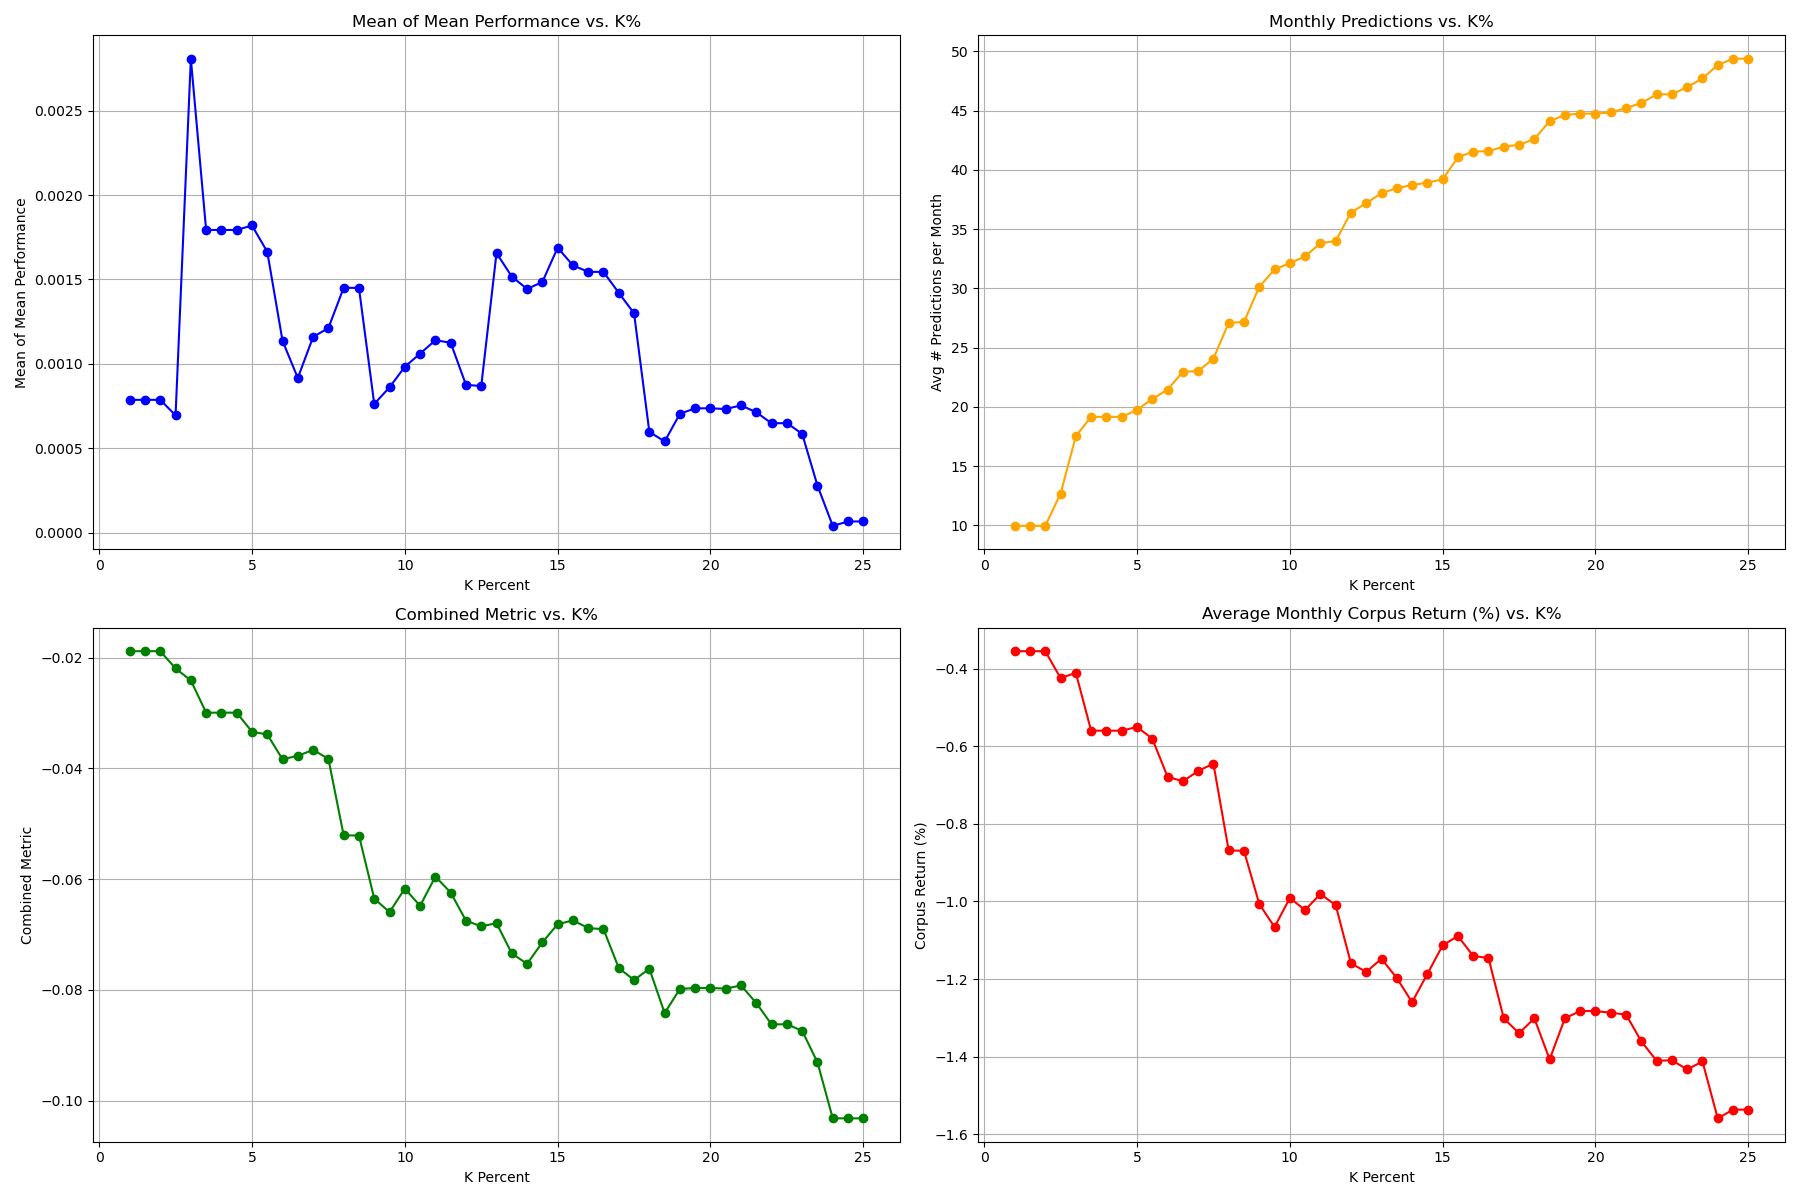 Mean of Mean Performance vs. K%
Mean of Mean Performance
0.0025
0.0020
0.0015
0.0010
0.0005
0.0000
0 5 10 15 20 25
K Percent
Monthly Predictions vs. K%
Avg # Predictions per Month
50
45
40
35
30
25
20
15
10
0 5 10 15 20 25
K Percent
Combined Metric vs. K%
Combined Metric
−0.02
−0.04
−0.06
−0.08
−0.10
0 5 10 15 20 25
K Percent
Average Monthly Corpus Return (%) vs. K%
Corpus Return (%)
−0.4
−0.6
−0.8
−1.0
−1.2
−1.4
−1.6
0 5 10 15 20 25
K Percent